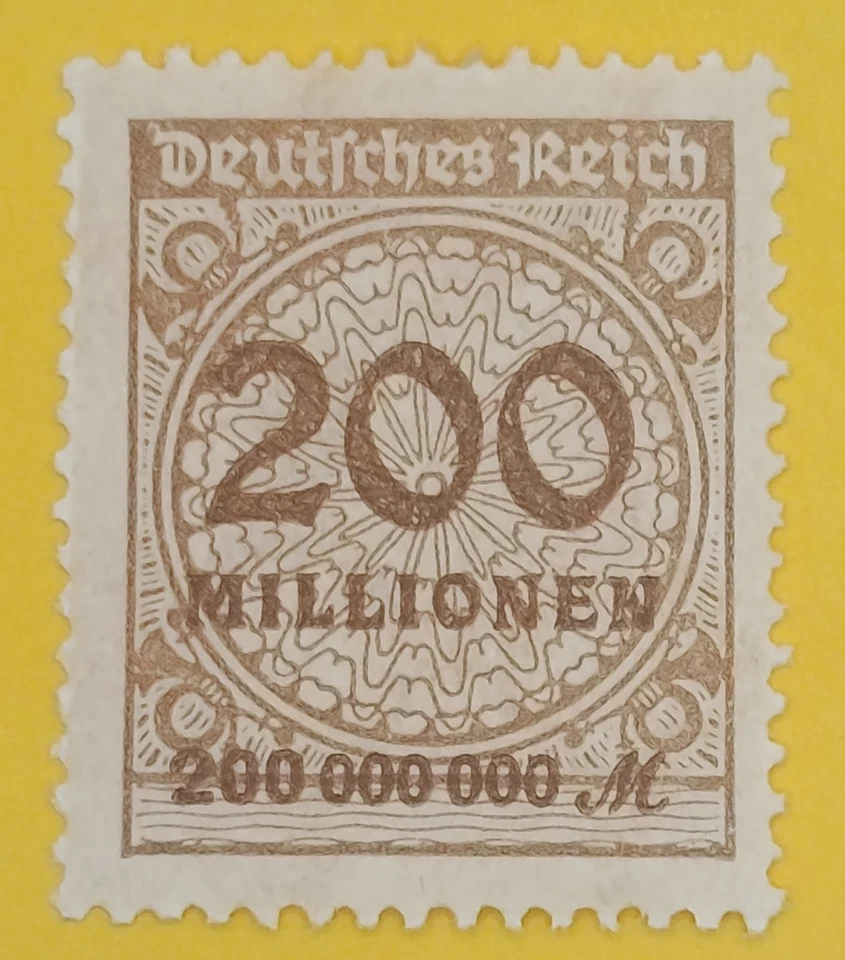 Deutsches Reich
200
MILLIONEN
200 000 000 M